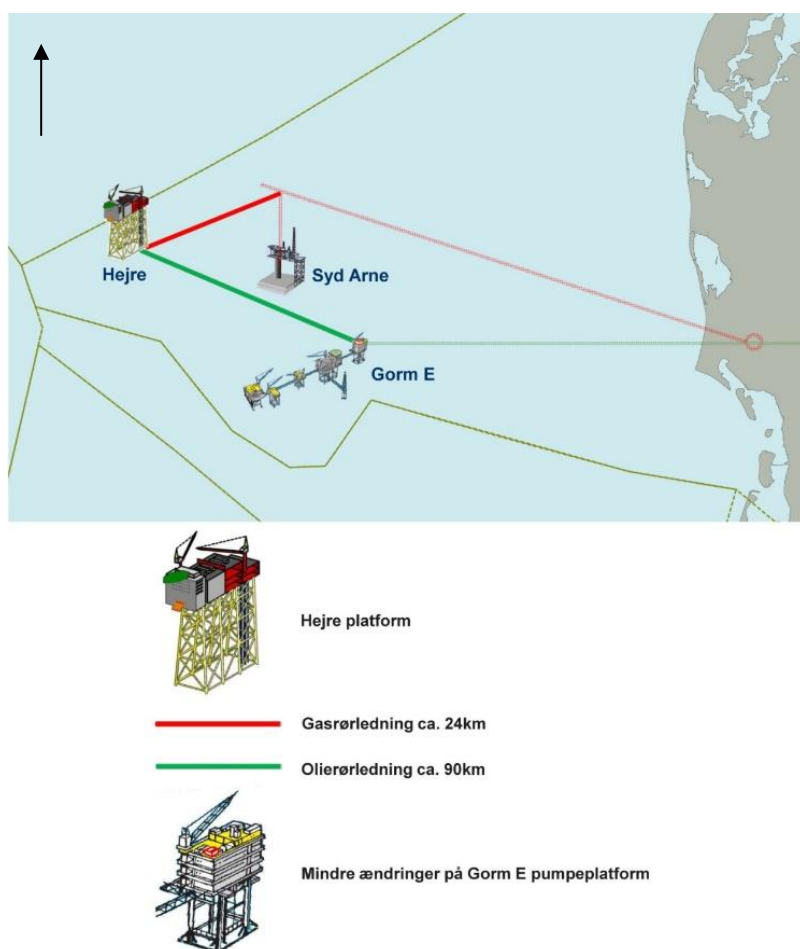 Hejre
Syd Arne
Gorm E
Hejre platform
Gasrørledning ca. 24km
Olierørledning ca. 90km
Mindre ændringer på Gorm E pumpeplatform